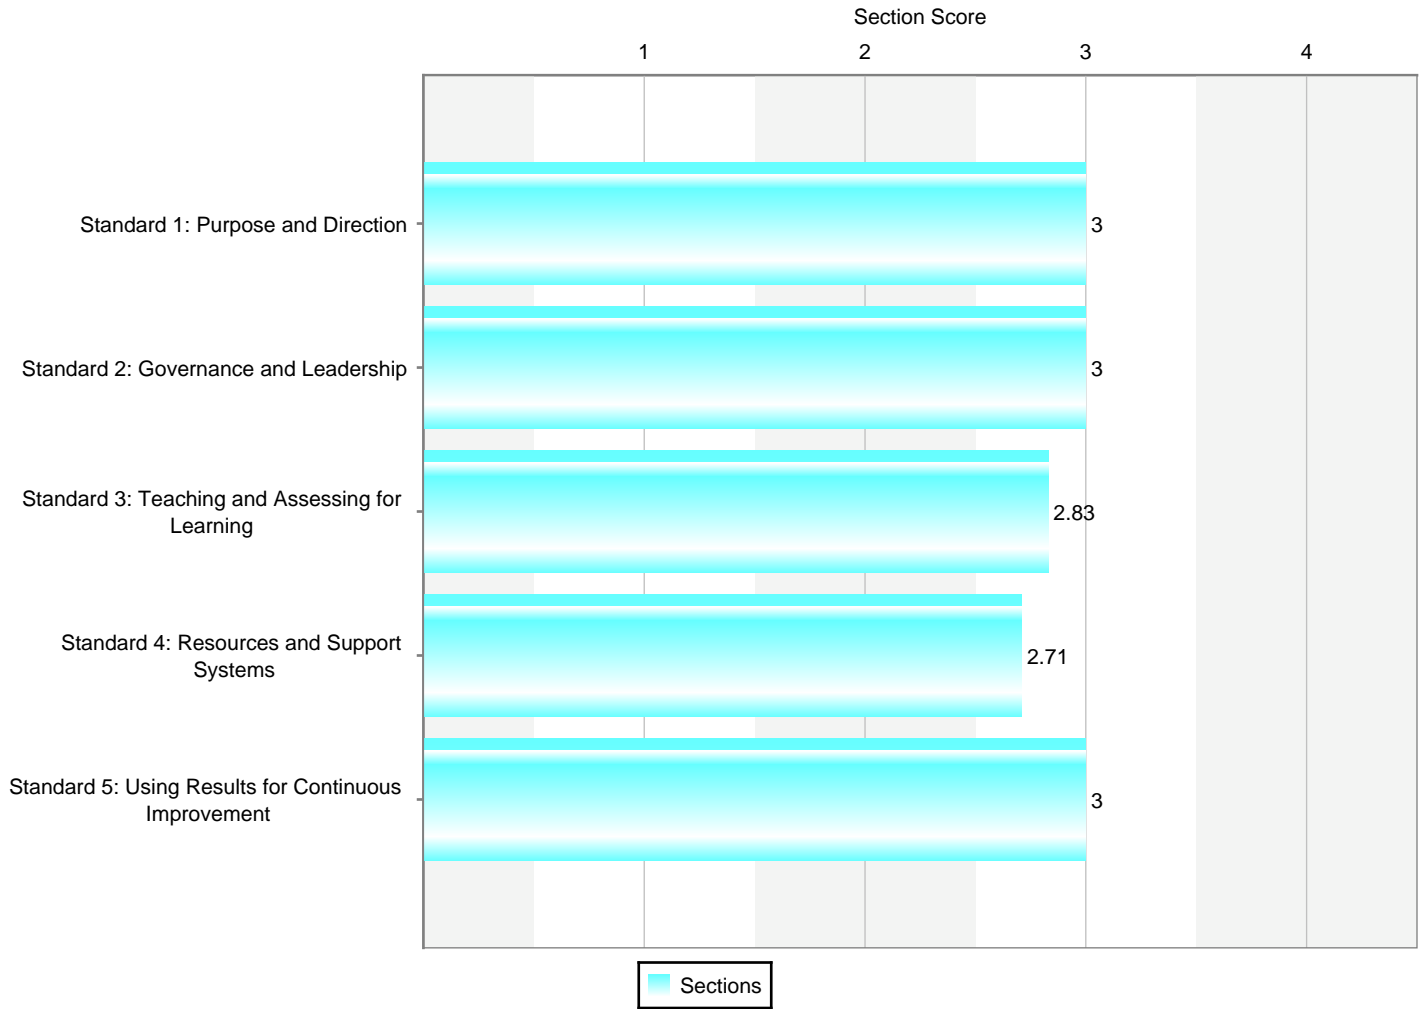 Section Score
1 2 3 4
Standard 1: Purpose and Direction 3
Standard 2: Governance and Leadership 3
Standard 3: Teaching and Assessing for
Learning
2.83
Standard 4: Resources and Support
Systems
2.71
Standard 5: Using Results for Continuous
Improvement
3
Sections